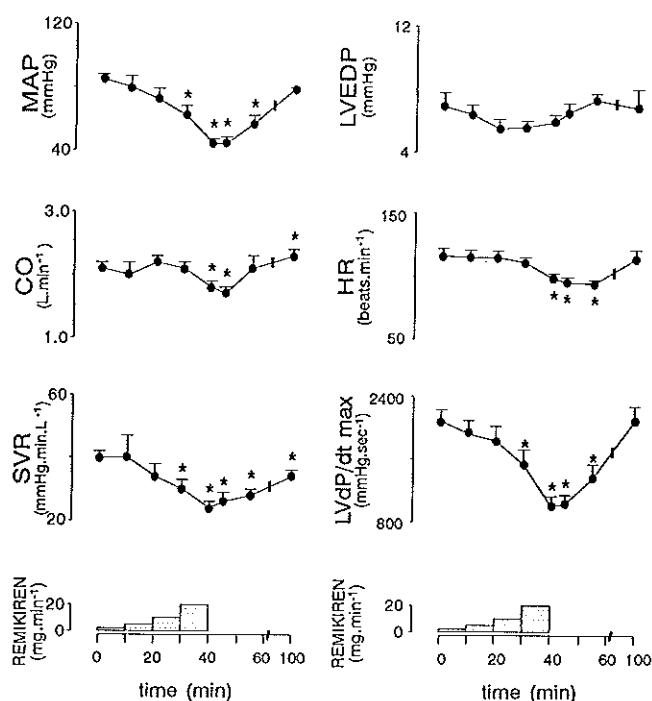 MAP
(mmHg)
120
40
*
*
*
*
LVEDP
(mmHg)
12
4
CO
(L.min⁻¹)
3.0
1.0
*
*
*
HR
(beats.min⁻¹)
150
50
*
*
*
SVR
(mmHg.min.L⁻¹)
60
20
*
*
*
*
*
LVdP/dt max
(mmHg.sec⁻¹)
2400
800
*
*
*
*
REMIKIREN
(mg.min⁻¹)
20
0
0 20 40 60 100
time (min)
REMIKIREN
(mg.min⁻¹)
20
0
0 20 40 60 100
time (min)